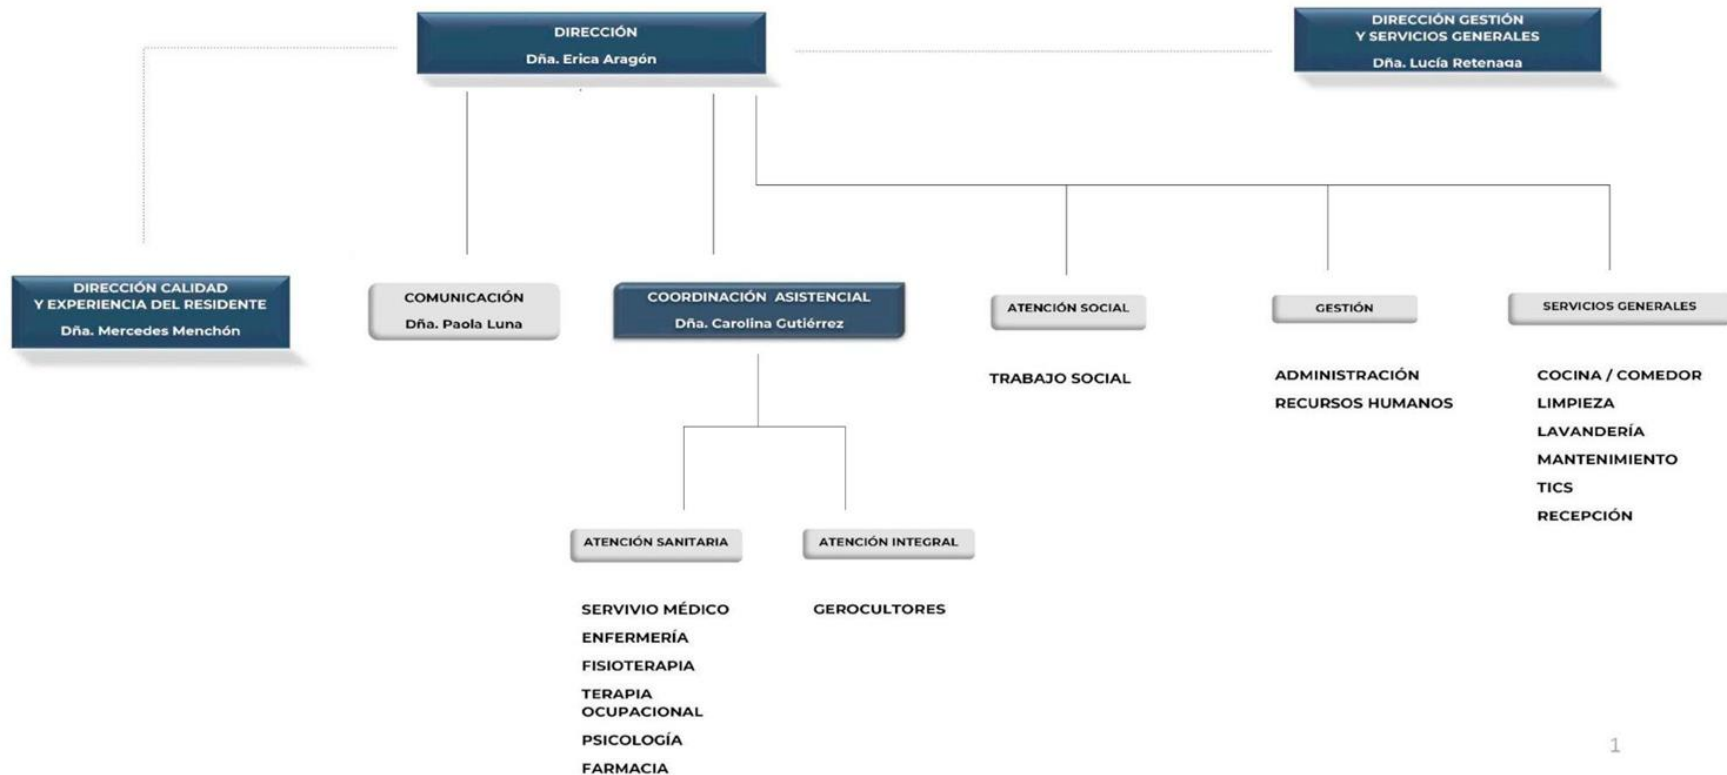 DIRECCIÓN
Dña. Erica Aragón
DIRECCIÓN GESTIÓN
Y SERVICIOS GENERALES
Dña. Lucía Retenaga
DIRECCIÓN CALIDAD
Y EXPERIENCIA DEL RESIDENTE
Dña. Mercedes Menchón
COMUNICACIÓN
Dña. Paola Luna
COORDINACIÓN ASISTENCIAL
Dña. Carolina Gutiérrez
ATENCIÓN SOCIAL
TRABAJO SOCIAL
GESTIÓN
ADMINISTRACIÓN
RECURSOS HUMANOS
SERVICIOS GENERALES
COCINA / COMEDOR
LIMPIEZA
LAVANDERÍA
MANTENIMIENTO
TICS
RECEPCIÓN
ATENCIÓN SANITARIA
SERVIVIO MÉDICO
ENFERMERÍA
FISIOTERAPIA
TERAPIA
OCUPACIONAL
PSICOLOGÍA
FARMACIA
ATENCIÓN INTEGRAL
GEROCULTORES
1